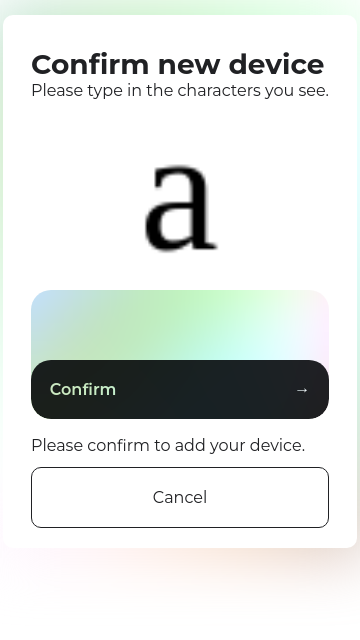 Confirm new device
Please type in the characters you see.
a
Confirm →
Please confirm to add your device.
Cancel